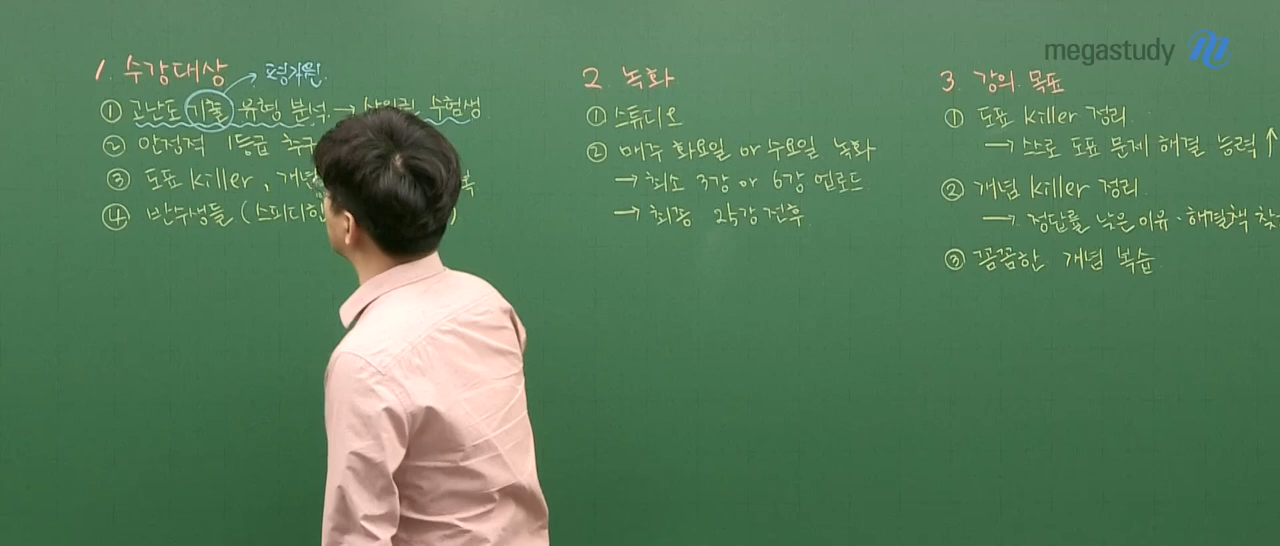 megastudy
1. 수강대상
평가원.
① 고난도 기출 유형 분석 → 상위권 수험생
② 안정적 1등급 추구
③ 도표 killer, 개념
④ 반수생들 (스피디한
2. 녹화
① 스튜디오
② 매주 화요일 or 수요일 녹화
→ 최소 3강 or 6강 업로드
→ 최종 25강 전후.
3. 강의 목표
① 도표 killer 정리.
→ 스스로 도표 문제 해결 능력↑
② 개념 killer 정리.
→ 정답률 낮은 이유·해결책 찾
③ 꼼꼼한 개념 복습.